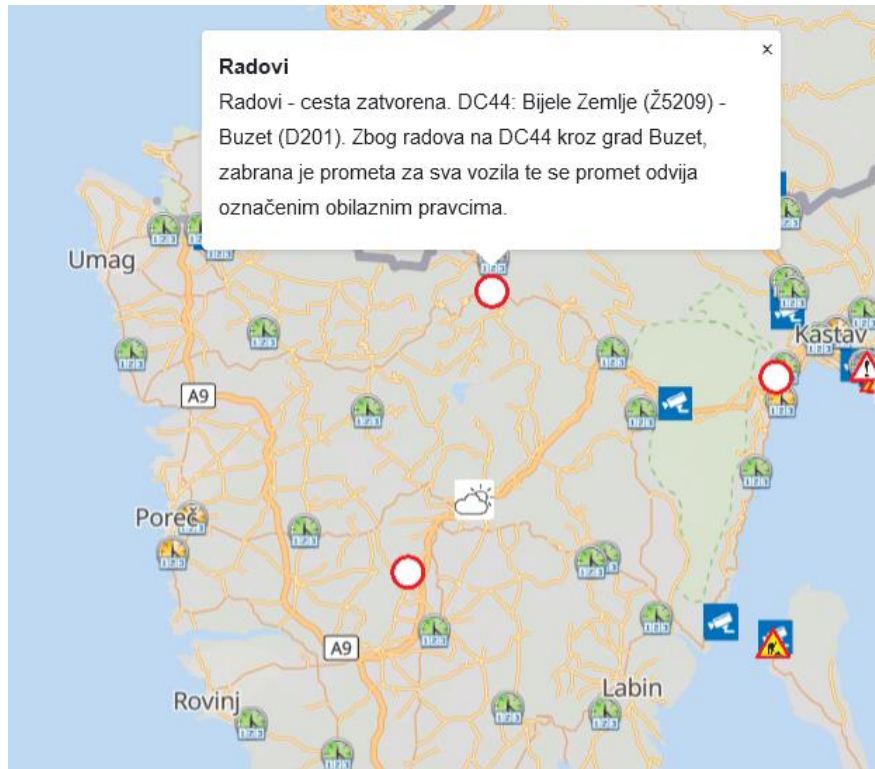 ×
Radovi
Radovi - cesta zatvorena. DC44: Bijele Zemlje (Ž5209) -
Buzet (D201). Zbog radova na DC44 kroz grad Buzet,
zabrana je prometa za sva vozila te se promet odvija
označenim obilaznim pravcima.
Umag
Kastav
A9
Poreč
A9
Labin
Rovinj